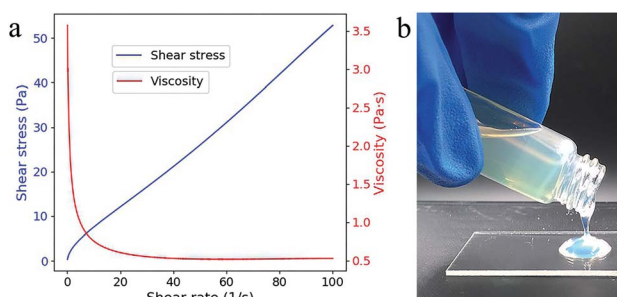 a
b
Shear stress
Viscosity
Shear stress (Pa)
50
40
30
20
10
0
Viscosity (Pa·s)
3.5
3.0
2.5
2.0
1.5
1.0
0.5
0
20
40
60
80
100
Shear rate (1/s)